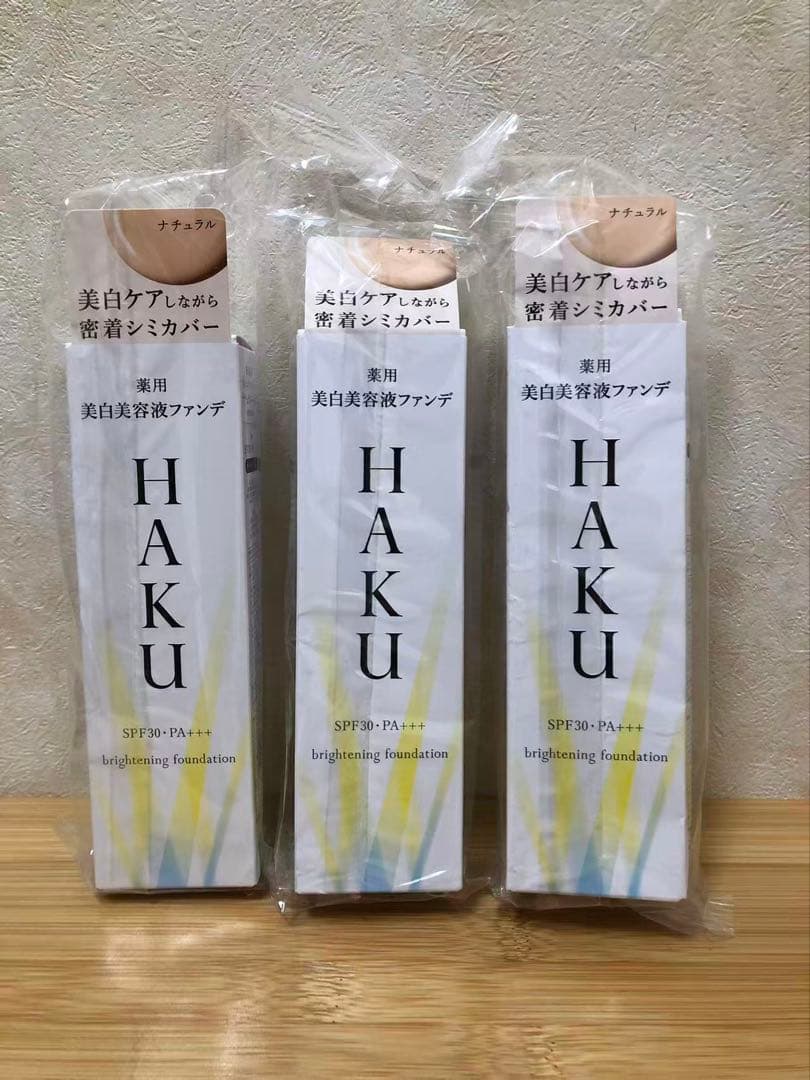 ナチュラル
美白ケアしながら
密着シミカバー
薬用
美白美容液ファンデ
HAKU
SPF30・PA+++
brightening foundation
ナチュラル
美白ケアしながら
密着シミカバー
薬用
美白美容液ファンデ
HAKU
SPF30・PA+++
brightening foundation
ナチュラル
美白ケアしながら
密着シミカバー
薬用
美白美容液ファンデ
HAKU
SPF30・PA+++
brightening foundation